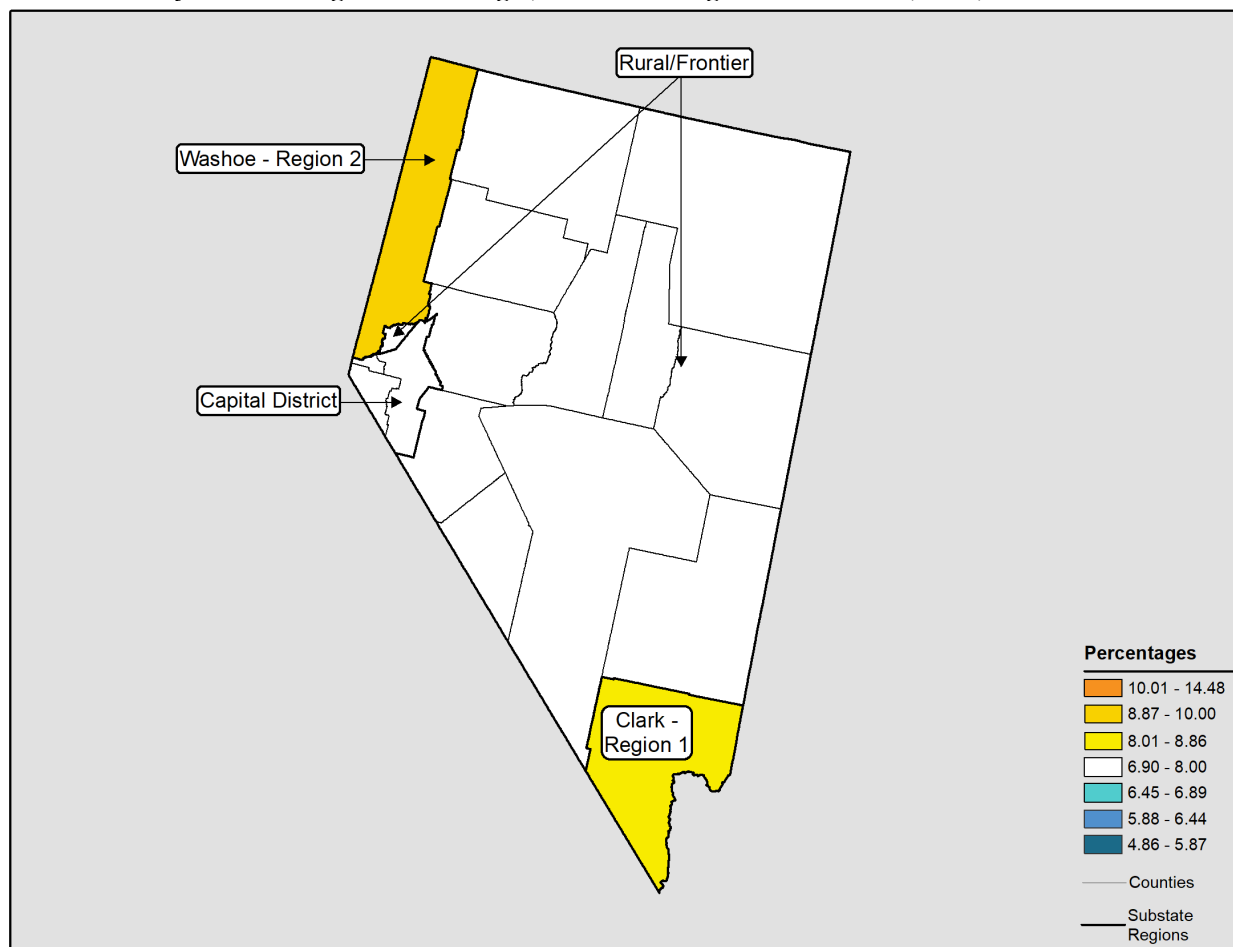 Rural/Frontier
Washoe - Region 2
Capital District
Clark -
Region 1
Percentages
10.01 - 14.48
8.87 - 10.00
8.01 - 8.86
6.90 - 8.00
6.45 - 6.89
5.88 - 6.44
4.86 - 5.87
Counties
Substate
Regions